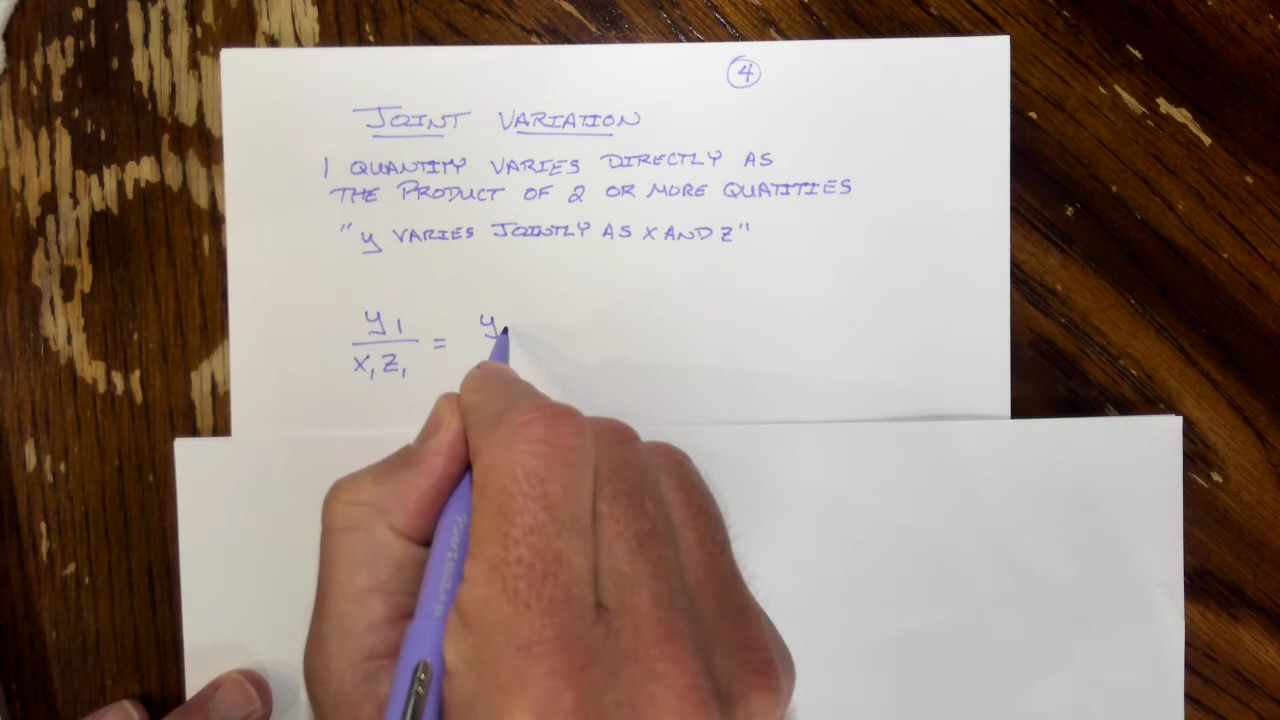 4
JOINT VARIATION
1 QUANTITY VARIES DIRECTLY AS
THE PRODUCT OF 2 OR MORE QUATITIES
"y VARIES JOINTLY AS X AND Z"
y1 = y
x1z1